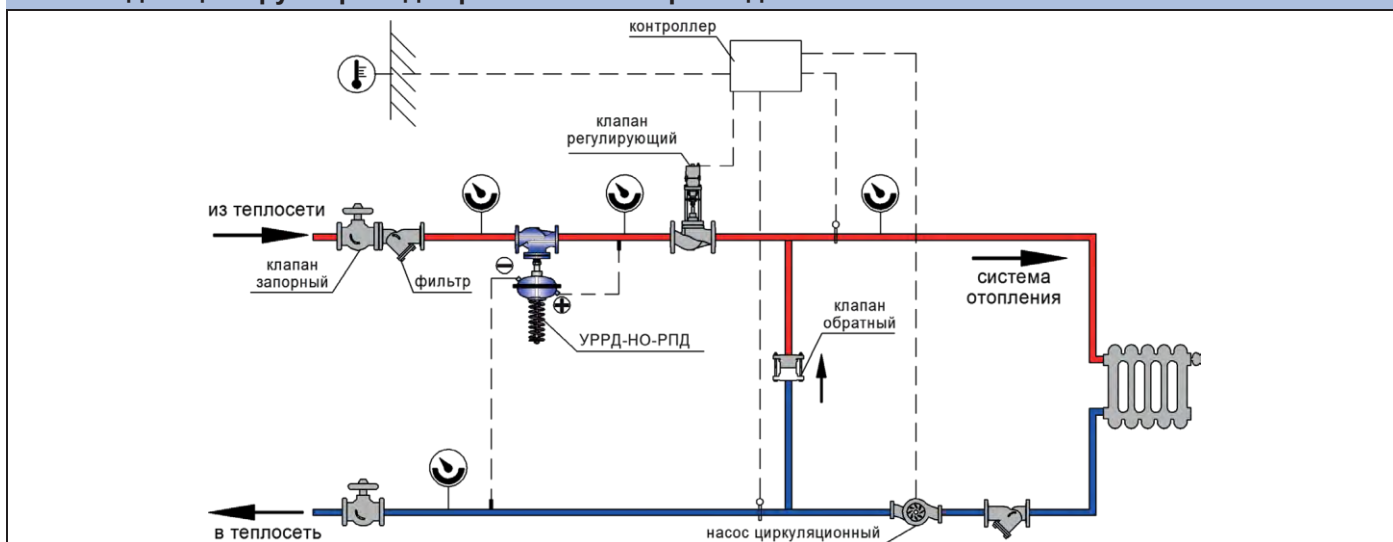 контроллер
клапан
регулирующий
из теплосети
клапан
запорный
фильтр
УРРД-НО-РПД
система
отопления
клапан
обратный
в теплосеть
насос циркуляционный